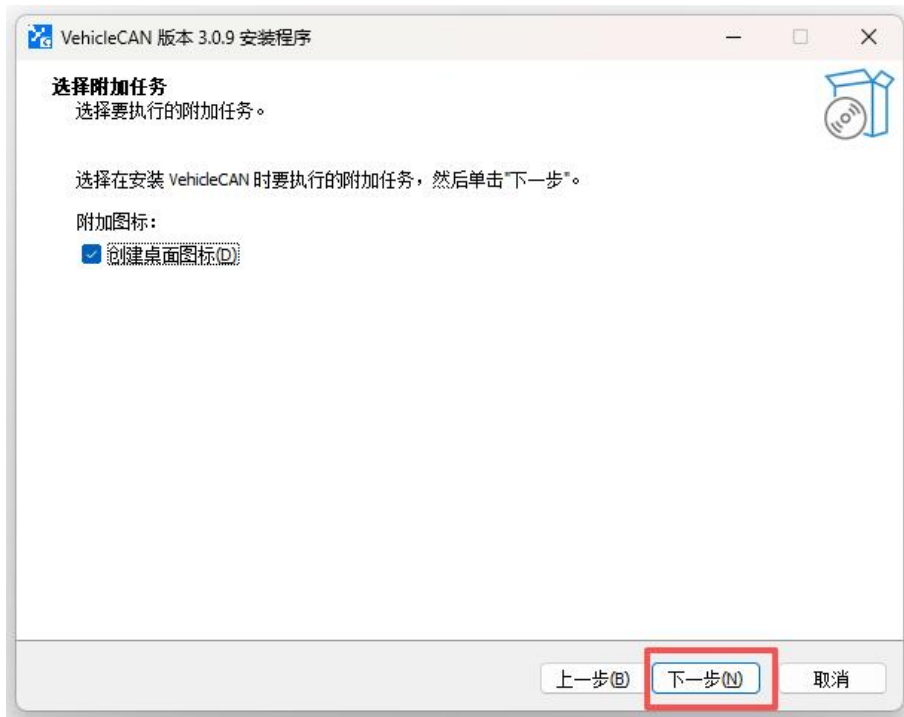 VehicleCAN 版本 3.0.9 安装程序
选择附加任务
选择要执行的附加任务。
选择在安装 VehicleCAN 时要执行的附加任务，然后单击"下一步"。
附加图标：
创建桌面图标(D)
上一步(B) 下一步(N) 取消